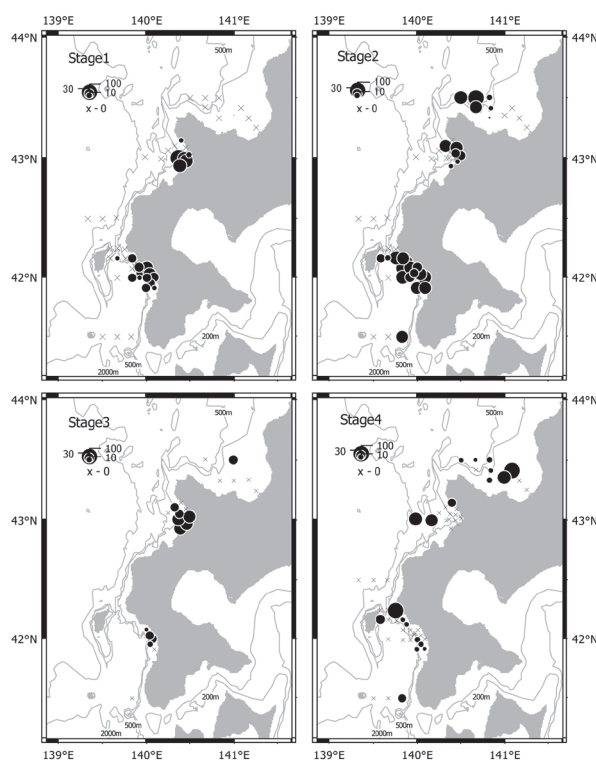 139°E 140°E 141°E 139°E 140°E 141°E
44°N 44°N
Stage1 500m Stage2 500m
30 100 10 30 100 10
x - 0 x - 0
43°N 43°N
42°N 42°N
200m 200m
500m 500m
2000m 2000m
44°N 44°N
Stage3 500m Stage4 500m
30 100 10 30 100 10
x - 0 x - 0
43°N 43°N
42°N 42°N
200m 200m
500m 500m
2000m 2000m
139°E 140°E 141°E 139°E 140°E 141°E